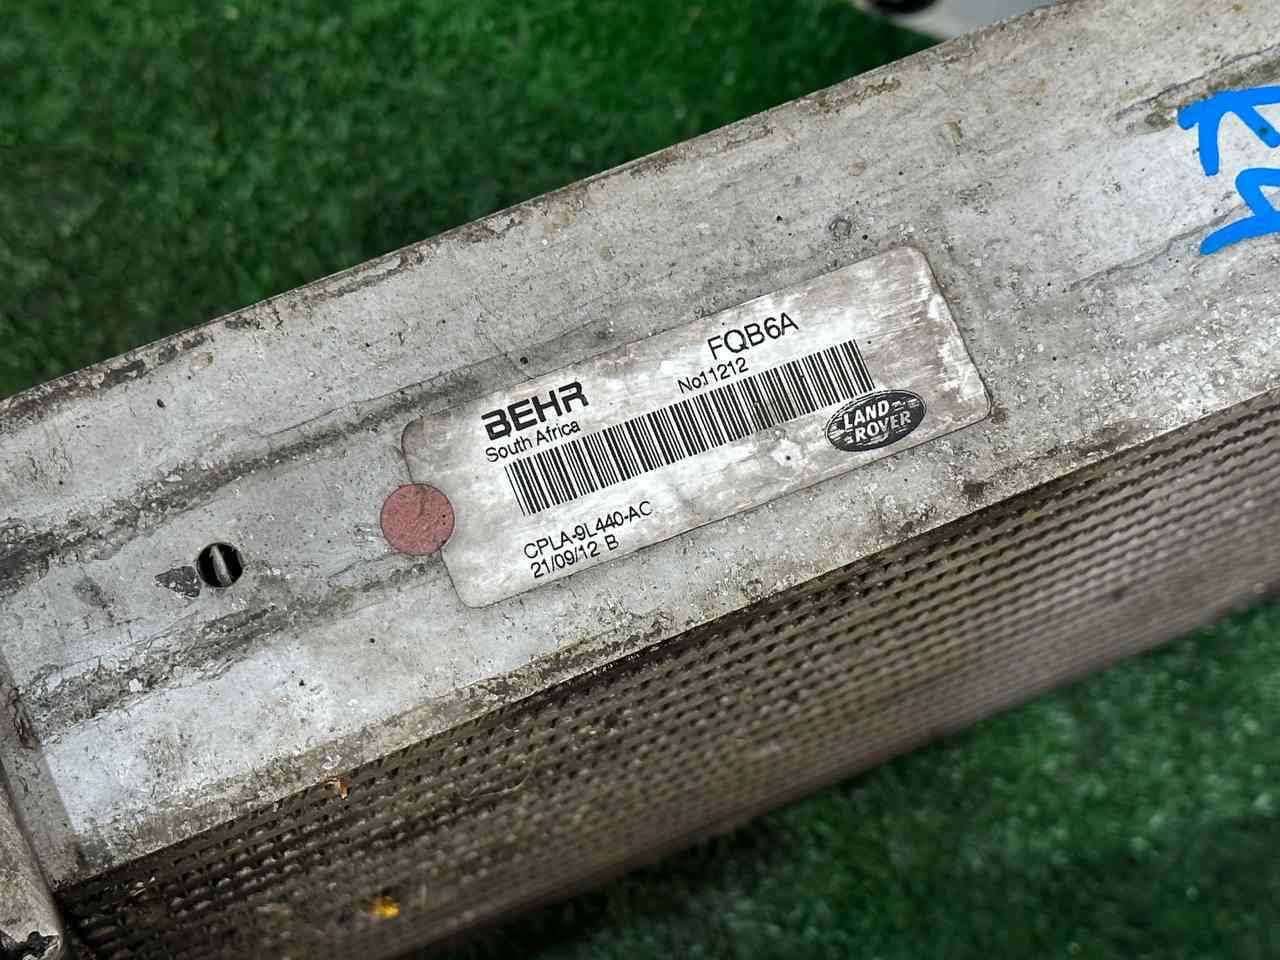 FQB6A
BEHR
No11212
South Africa
LAND
ROVER
CPLA-9L440-AC
21/09/12 B